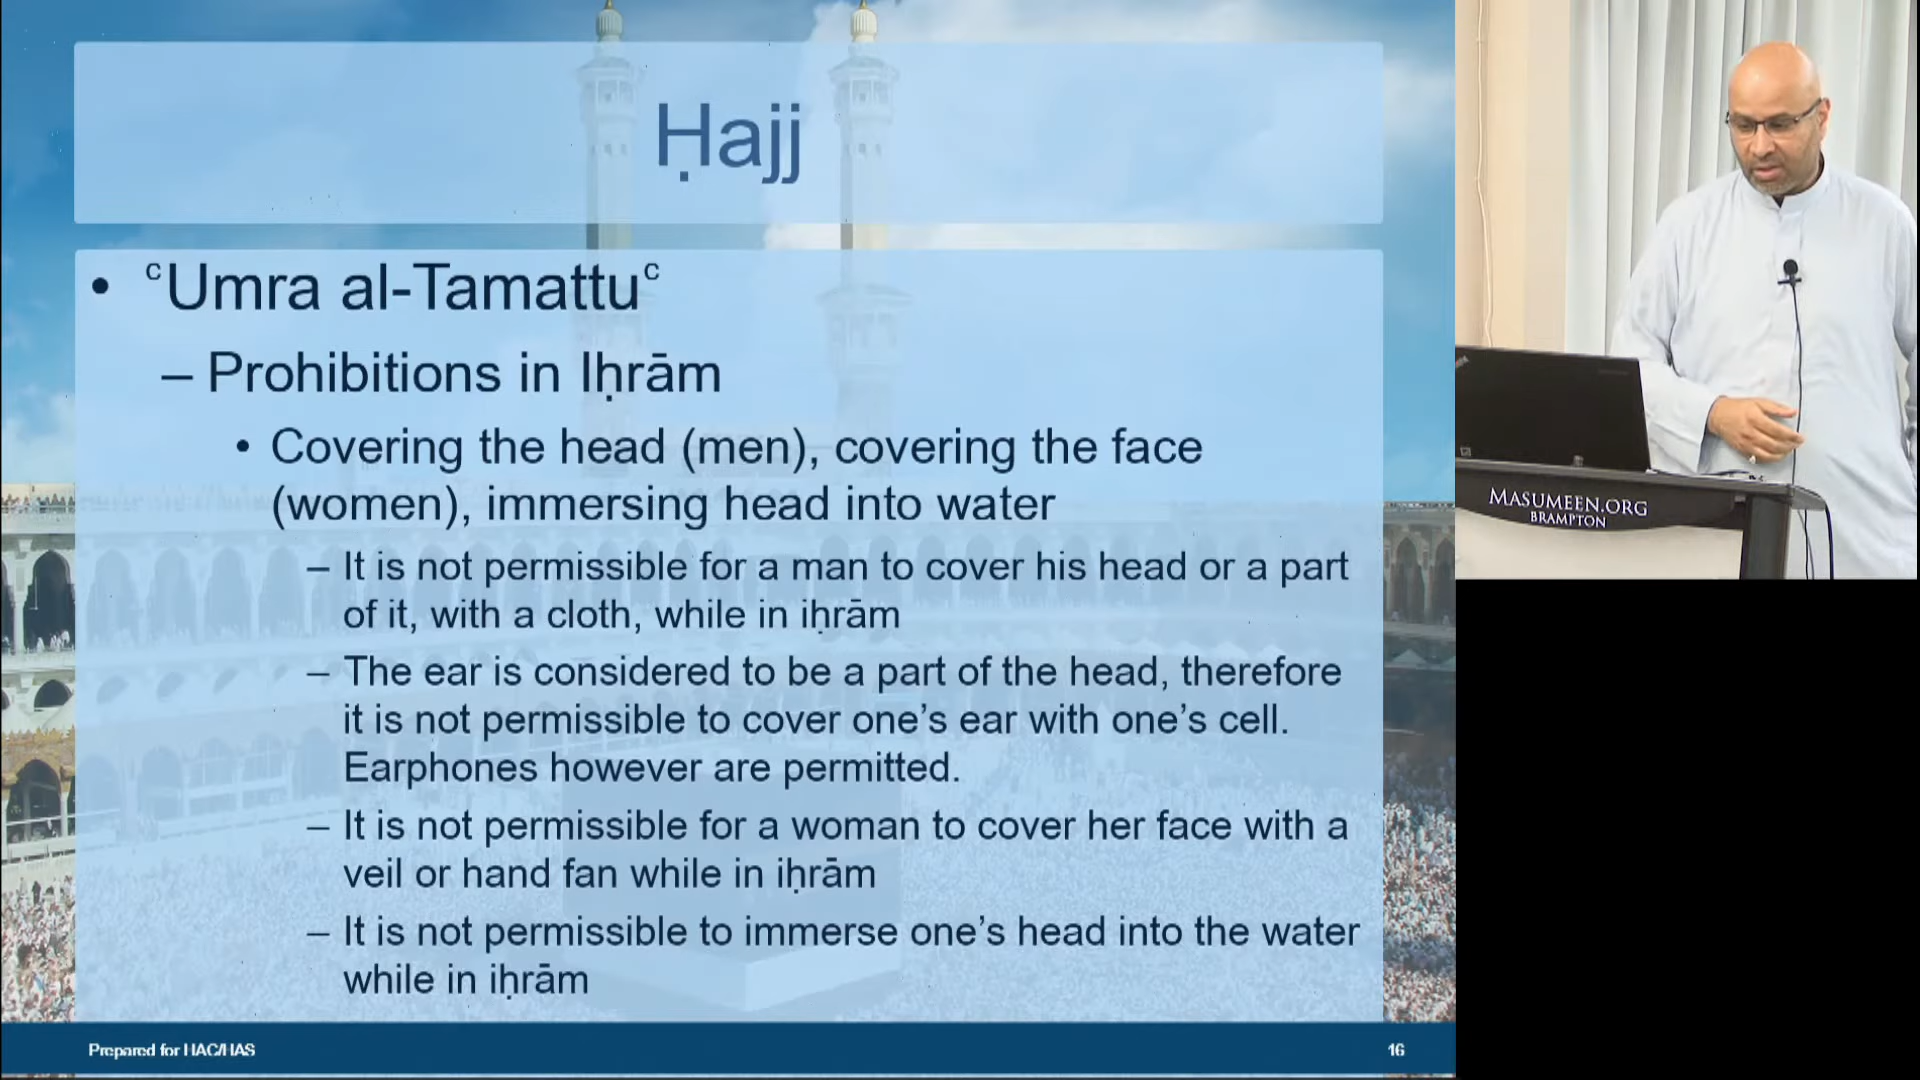 Ḥajj
• ᶜUmra al-Tamattuᶜ
– Prohibitions in Iḥrām
• Covering the head (men), covering the face
(women), immersing head into water
– It is not permissible for a man to cover his head or a part
of it, with a cloth, while in iḥrām
– The ear is considered to be a part of the head, therefore
it is not permissible to cover one’s ear with one’s cell.
Earphones however are permitted.
– It is not permissible for a woman to cover her face with a
veil or hand fan while in iḥrām
– It is not permissible to immerse one’s head into the water
while in iḥrām
Prepared for HAC/HAS
16
MASUMEEN.ORG
BRAMPTON